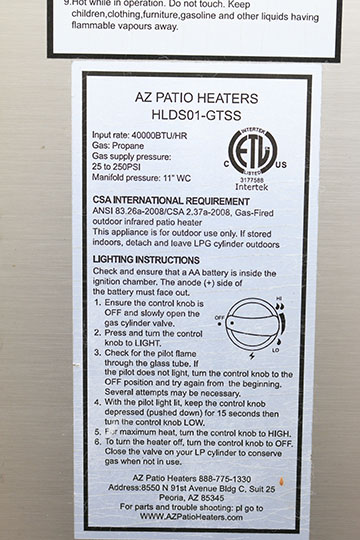 9.Hot while in operation. Do not touch. Keep
children,clothing,furniture,gasoline and other liquids having
flammable vapours away.
AZ PATIO HEATERS
HLDS01-GTSS
Input rate: 40000BTU/HR
Gas: Propane
Gas supply pressure:
25 to 250PSI
Manifold pressure: 11" WC
INTERTEK
ETL
C US
LISTED
3177588
Intertek
CSA INTERNATIONAL REQUIREMENT
ANSI 83.26a-2008/CSA 2.37a-2008, Gas-Fired
outdoor infrared patio heater
This appliance is for outdoor use only. If stored
indoors, detach and leave LPG cylinder outdoors
LIGHTING INSTRUCTIONS
Check and ensure that a AA battery is inside the
ignition chamber. The anode (+) side of
the battery must face out.
1. Ensure the control knob is
OFF and slowly open the
gas cylinder valve.
2. Press and turn the control
knob to LIGHT.
3. Check for the pilot flame
through the glass tube. If
the pilot does not light, turn the control knob to the
OFF position and try again from the beginning.
Several attempts may be necessary.
HI
OFF
LO
4. With the pilot light lit, keep the control knob
depressed (pushed down) for 15 seconds then
turn the control knob LOW.
5. For maximum heat, turn the control knob to HIGH.
6. To turn the heater off, turn the control knob to OFF.
Close the valve on your LP cylinder to conserve
gas when not in use.
AZ Patio Heaters 888-775-1330
Address:8550 N 91st Avenue Bldg C, Suit 25
Peoria, AZ 85345
For parts and trouble shooting: pl go to
WWW.AZPatioHeaters.com